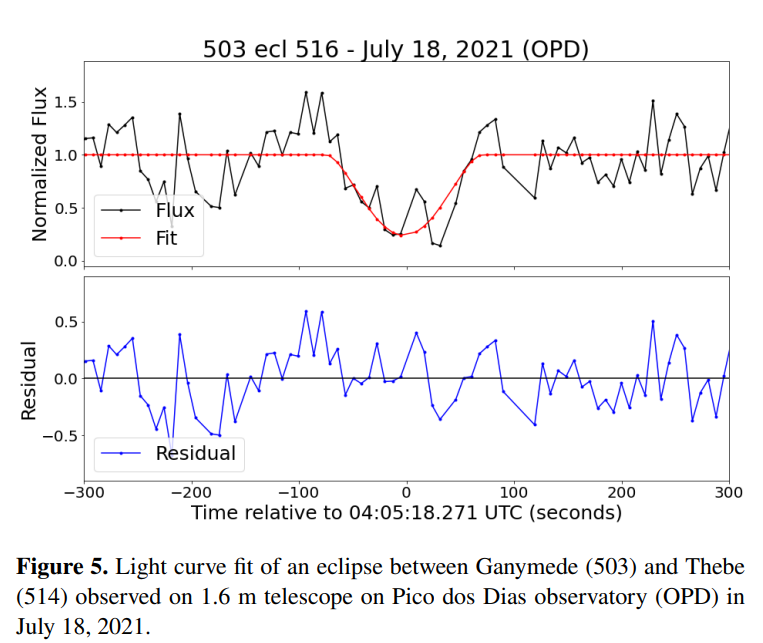 503 ecl 516 - July 18, 2021 (OPD)
Normalized Flux
1.5
1.0
0.5
0.0
Flux
Fit
Residual
0.5
0.0
−0.5
Residual
−300
−200
−100
0
100
200
300
Time relative to 04:05:18.271 UTC (seconds)
Figure 5. Light curve fit of an eclipse between Ganymede (503) and Thebe
(514) observed on 1.6 m telescope on Pico dos Dias observatory (OPD) in
July 18, 2021.